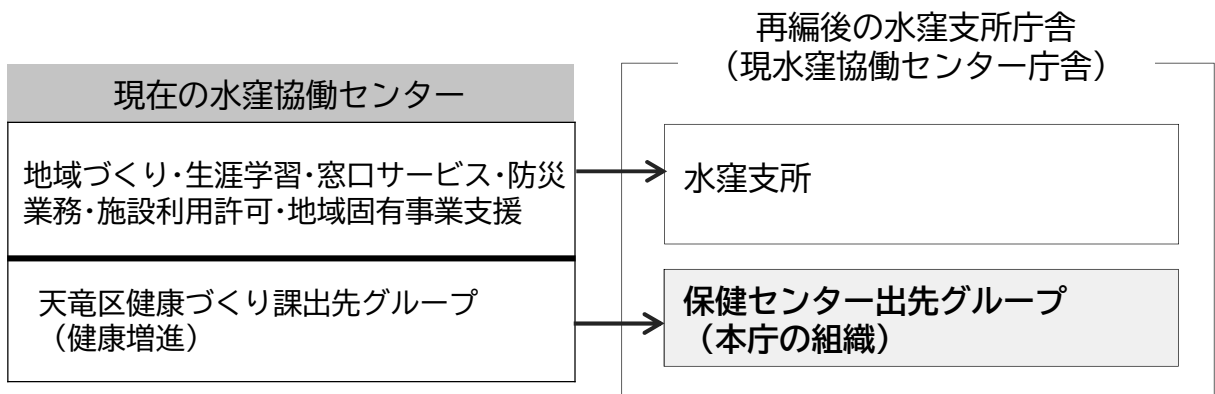 再編後の水窪支所庁舎
（現水窪協働センター庁舎）
現在の水窪協働センター
地域づくり・生涯学習・窓口サービス・防災
業務・施設利用許可・地域固有事業支援
水窪支所
天竜区健康づくり課出先グループ
（健康増進）
保健センター出先グループ
（本庁の組織）